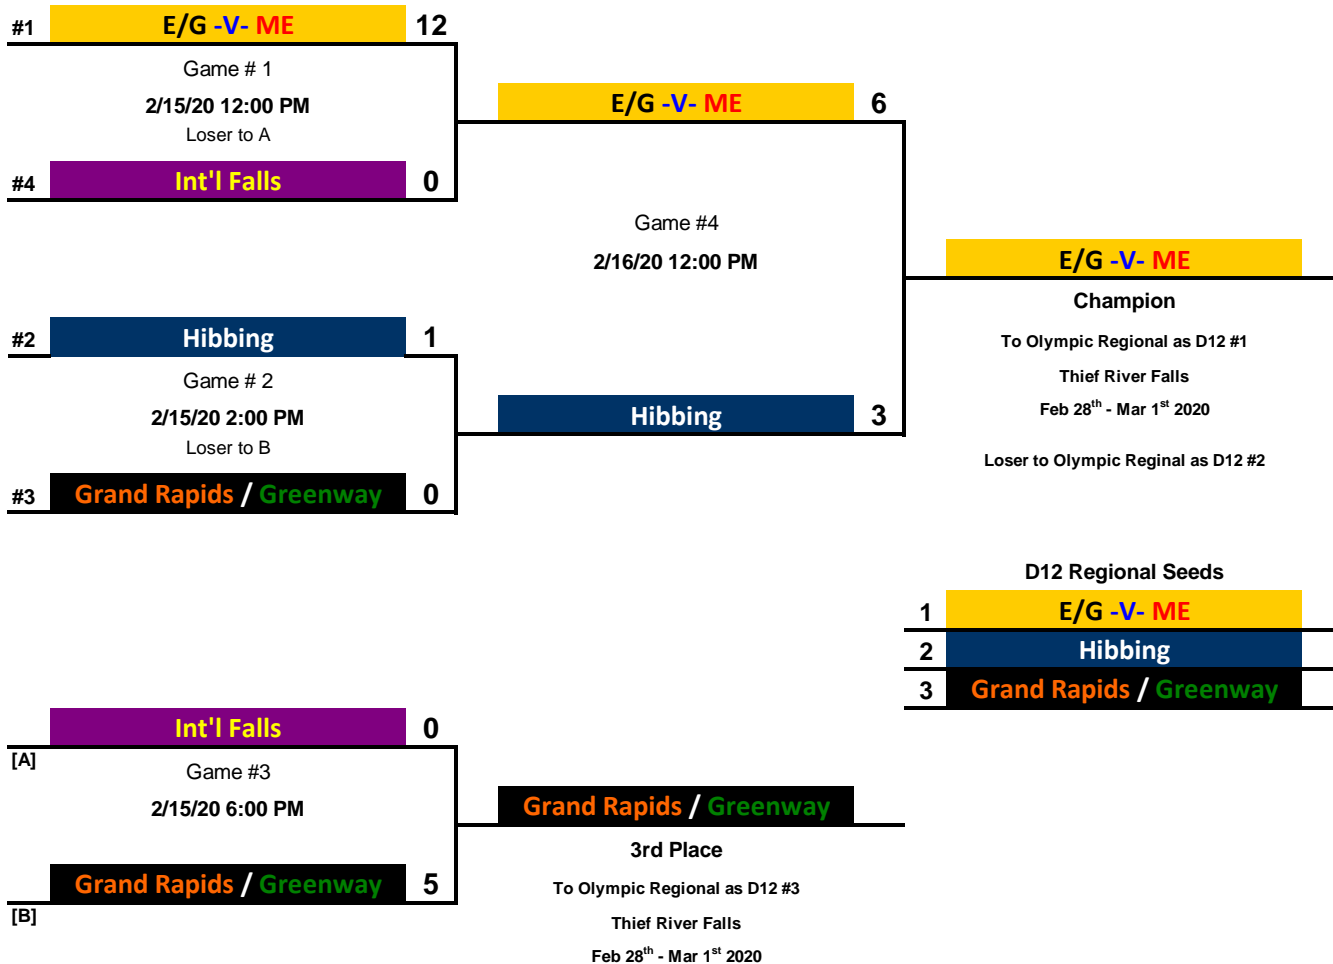 #1 E/G -V- ME 12
Game # 1
2/15/20 12:00 PM
Loser to A
#4 Int'l Falls 0
E/G -V- ME 6
Game #4
2/16/20 12:00 PM
Hibbing 3
#2 Hibbing 1
Game # 2
2/15/20 2:00 PM
Loser to B
#3 Grand Rapids / Greenway 0
E/G -V- ME
Champion
To Olympic Regional as D12 #1
Thief River Falls
Feb 28th - Mar 1st 2020
Loser to Olympic Reginal as D12 #2
D12 Regional Seeds
1 E/G -V- ME
2 Hibbing
3 Grand Rapids / Greenway
Int'l Falls 0
[A]
Game #3
2/15/20 6:00 PM
Grand Rapids / Greenway 5
[B]
Grand Rapids / Greenway
3rd Place
To Olympic Regional as D12 #3
Thief River Falls
Feb 28th - Mar 1st 2020